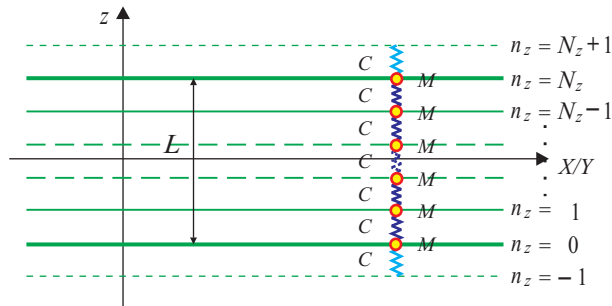 z
n_z = N_z+1
C
n_z = N_z
M
C
n_z = N_z−1
M
C
M
L
C
X/Y
M
C
n_z = 1
M
C
n_z = 0
M
C
n_z = −1